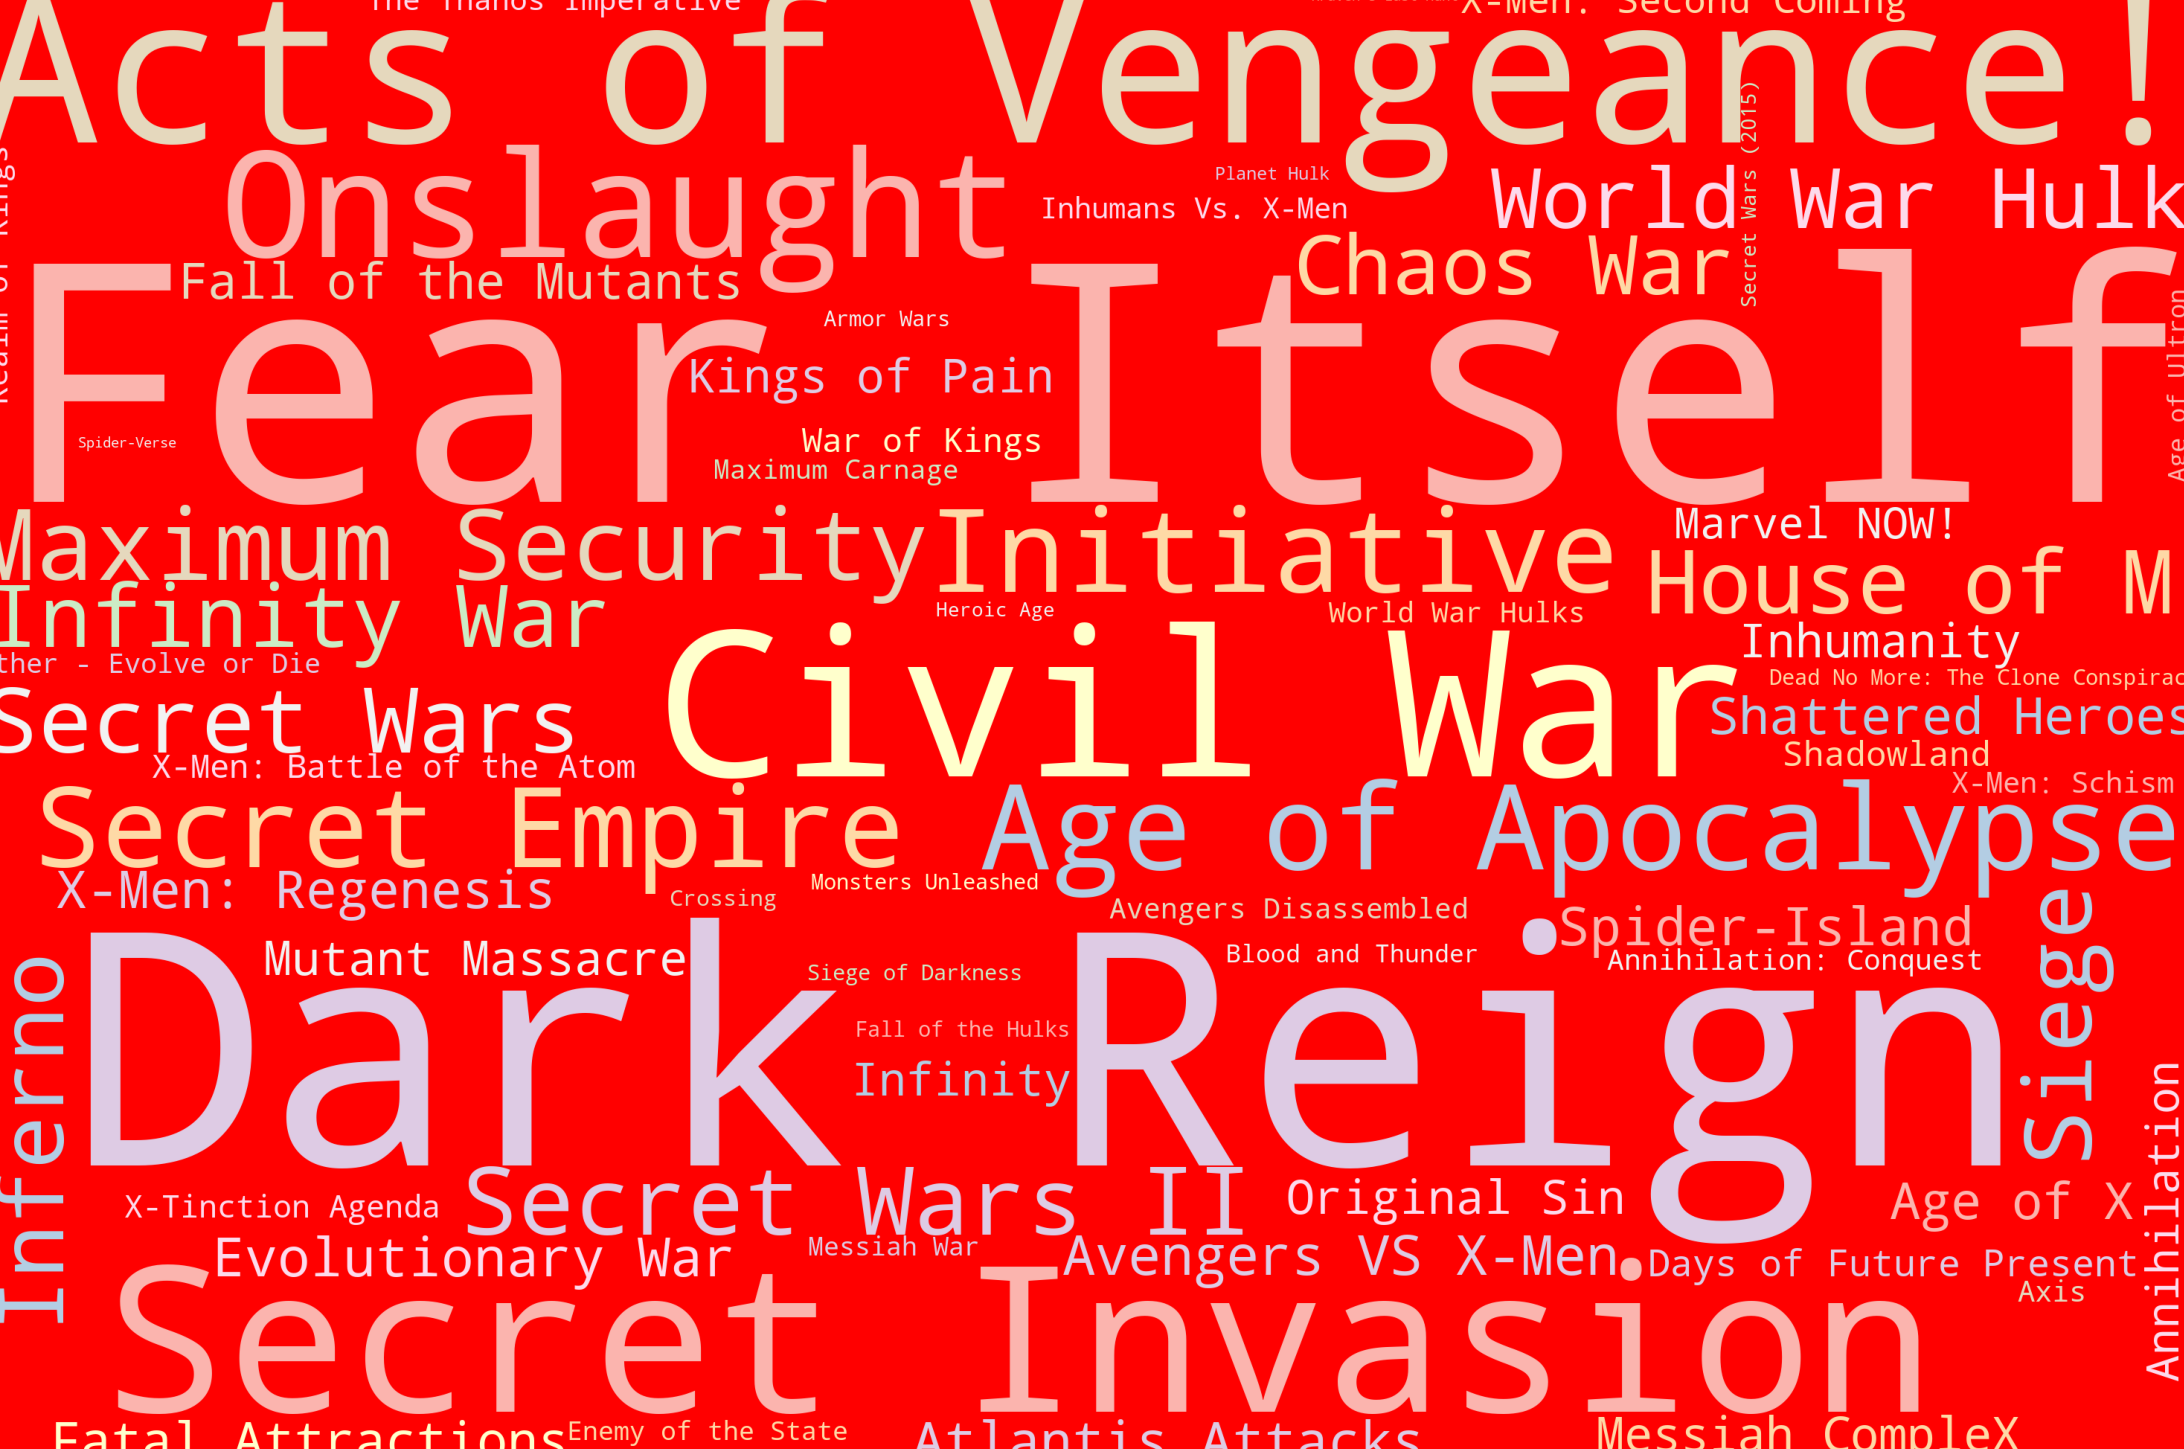 The Thanos Imperative
X-Men: Second Coming
Acts of Vengeance!
Onslaught
Planet Hulk
Inhumans Vs. X-Men
World War Hulk
Secret Wars (2015)
Realm of Kings
Chaos War
Fall of the Mutants
Fear Itself
Age of Ultron
Armor Wars
Kings of Pain
Spider-Verse
War of Kings
Maximum Carnage
Maximum Security
Initiative
Marvel NOW!
House of M
Infinity War
Heroic Age
World War Hulks
Civil War
Inhumanity
ther - Evolve or Die
Dead No More: The Clone Conspirac
Secret Wars
Shattered Heroes
X-Men: Battle of the Atom
Shadowland
X-Men: Schism
Secret Empire
Age of Apocalypse
X-Men: Regenesis
Crossing
Monsters Unleashed
Avengers Disassembled
Spider-Island
Siege
Mutant Massacre
Blood and Thunder
Annihilation: Conquest
Inferno
Dark Reign
Siege of Darkness
Fall of the Hulks
Infinity
Annihilation
X-Tinction Agenda
Secret Wars II
Original Sin
Age of X
Evolutionary War
Messiah War
Avengers VS X-Men
Days of Future Present
Axis
Secret Invasion
Fatal Attractions
Enemy of the State
Atlantis Attacks
Messiah CompleX